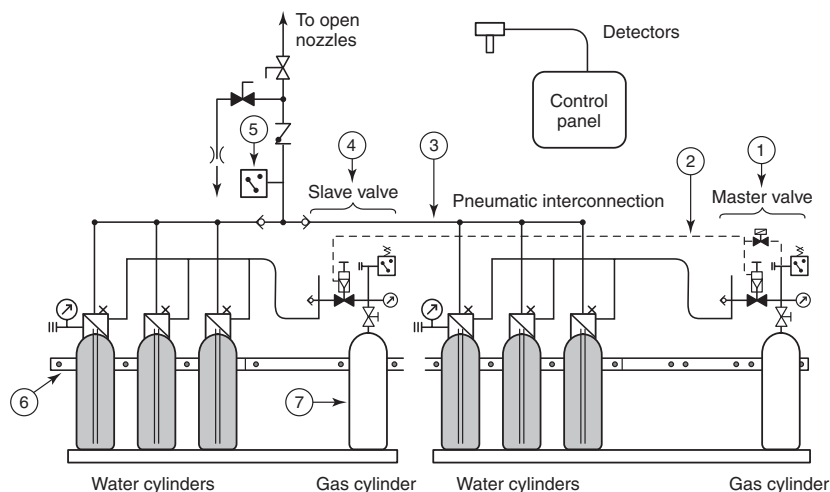 To open
nozzles
Detectors
Control
panel
5
4
3
2
1
Slave valve
Pneumatic interconnection
Master valve
6
7
Water cylinders
Gas cylinder
Water cylinders
Gas cylinder